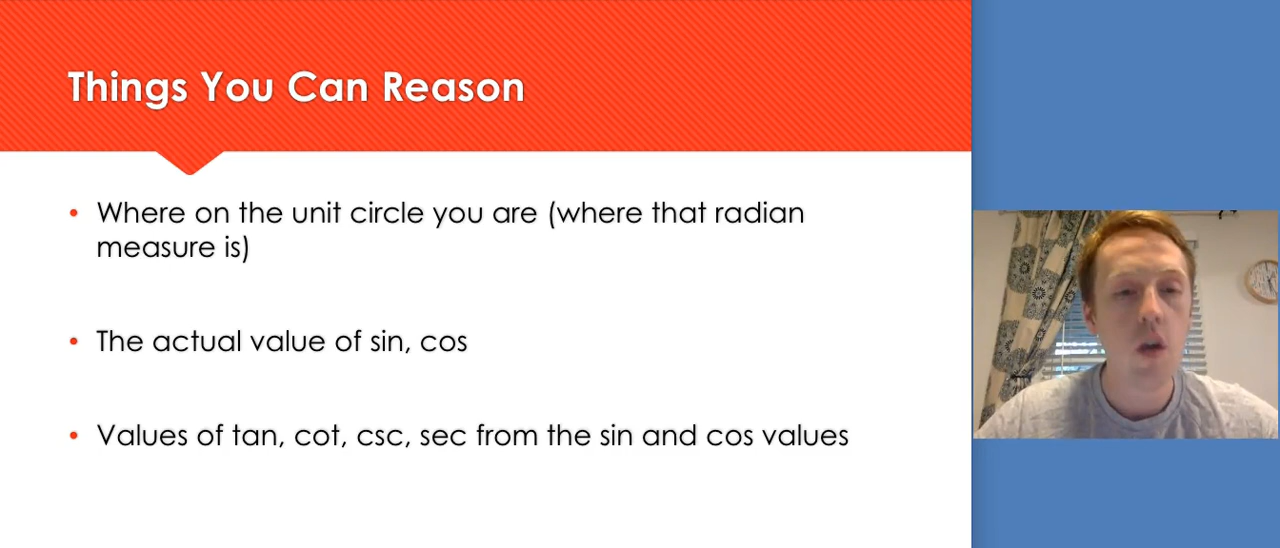 Things You Can Reason
• Where on the unit circle you are (where that radian
measure is)
• The actual value of sin, cos
• Values of tan, cot, csc, sec from the sin and cos values